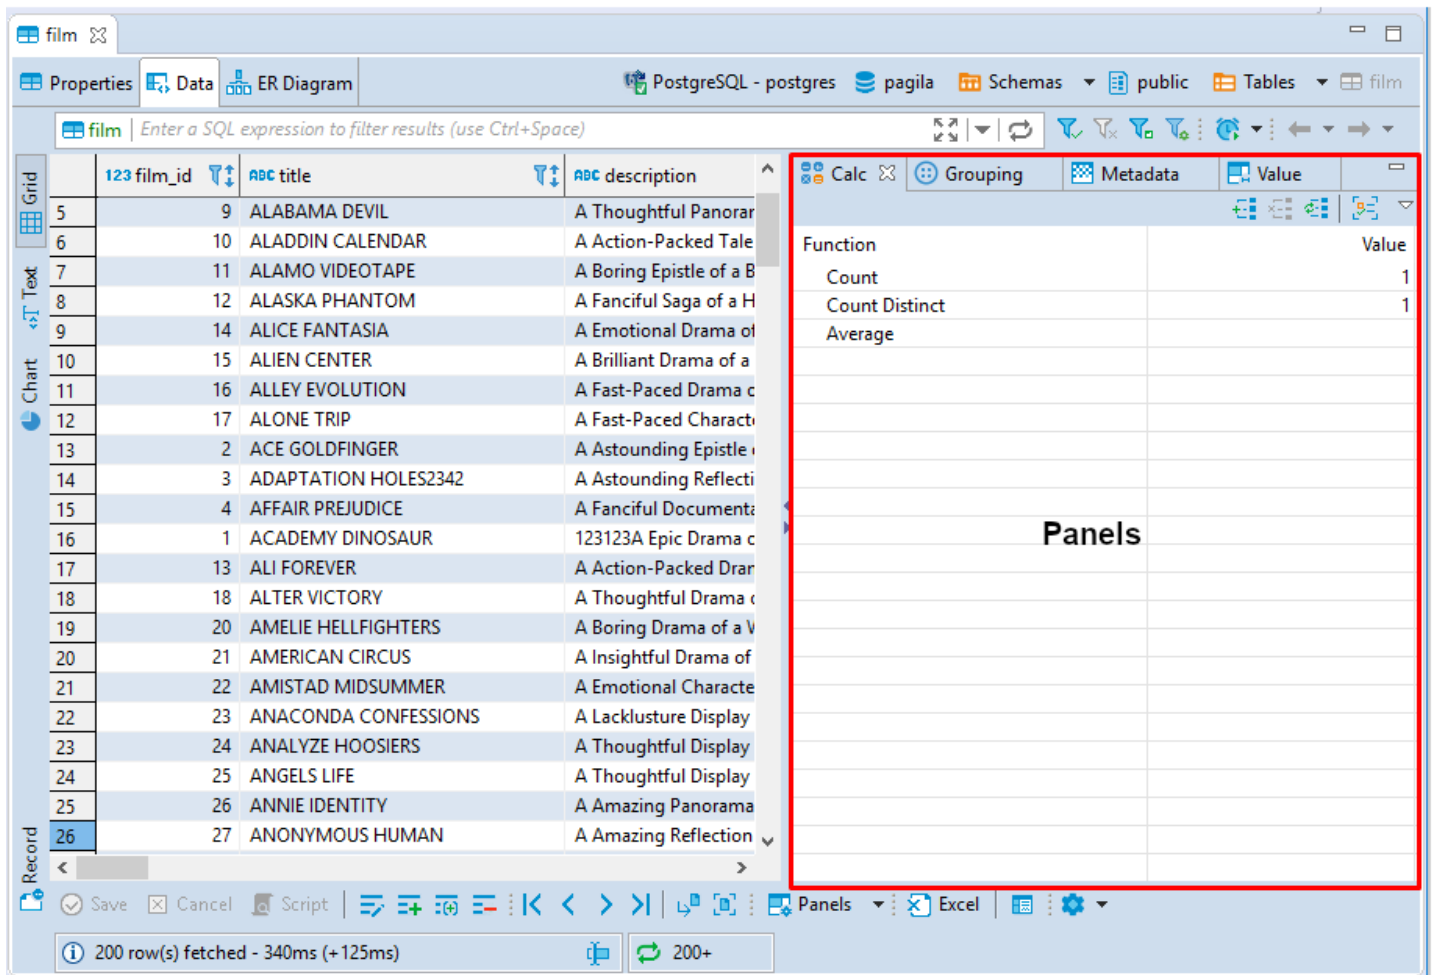 film
Properties Data ER Diagram PostgreSQL - postgres pagila Schemas public Tables film
film Enter a SQL expression to filter results (use Ctrl+Space)
Grid
Text
Chart
Record
123 film_id ABC title ABC description
5 9 ALABAMA DEVIL A Thoughtful Panorar
6 10 ALADDIN CALENDAR A Action-Packed Tale
7 11 ALAMO VIDEOTAPE A Boring Epistle of a B
8 12 ALASKA PHANTOM A Fanciful Saga of a H
9 14 ALICE FANTASIA A Emotional Drama of
10 15 ALIEN CENTER A Brilliant Drama of a
11 16 ALLEY EVOLUTION A Fast-Paced Drama c
12 17 ALONE TRIP A Fast-Paced Characte
13 2 ACE GOLDFINGER A Astounding Epistle
14 3 ADAPTATION HOLES2342 A Astounding Reflecti
15 4 AFFAIR PREJUDICE A Fanciful Documenta
16 1 ACADEMY DINOSAUR 123123A Epic Drama c
17 13 ALI FOREVER A Action-Packed Drar
18 18 ALTER VICTORY A Thoughtful Drama
19 20 AMELIE HELLFIGHTERS A Boring Drama of a W
20 21 AMERICAN CIRCUS A Insightful Drama of
21 22 AMISTAD MIDSUMMER A Emotional Characte
22 23 ANACONDA CONFESSIONS A Lacklusture Display
23 24 ANALYZE HOOSIERS A Thoughtful Display
24 25 ANGELS LIFE A Thoughtful Display
25 26 ANNIE IDENTITY A Amazing Panorama
26 27 ANONYMOUS HUMAN A Amazing Reflection
Calc Grouping Metadata Value
Function Value
Count 1
Count Distinct 1
Average
Panels
Save Cancel Script Panels Excel
200 row(s) fetched - 340ms (+125ms) 200+